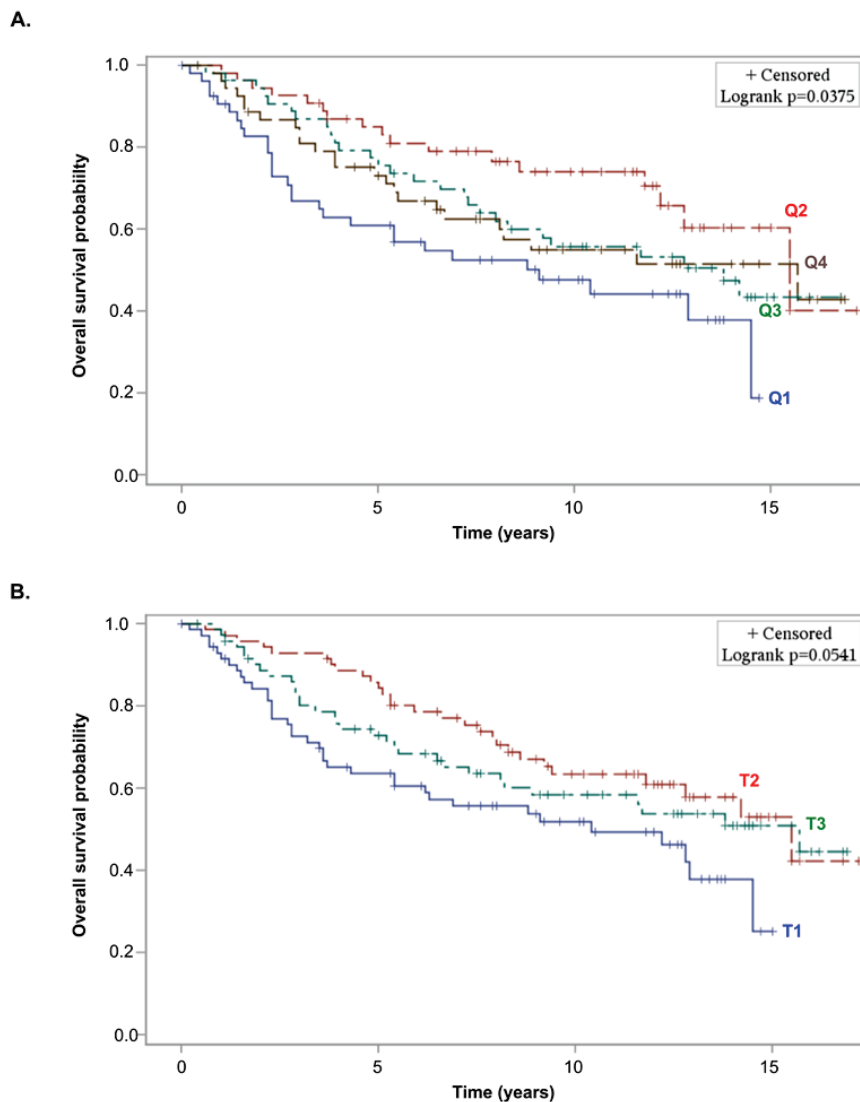 A.
1.0
+ Censored
Logrank p=0.0375
0.8
Overall survival probability
0.6
Q2
Q4
0.4
Q3
0.2
Q1
0.0
0 5 10 15
Time (years)
B.
1.0
+ Censored
Logrank p=0.0541
0.8
Overall survival probability
0.6
T2
T3
0.4
T1
0.2
0.0
0 5 10 15
Time (years)